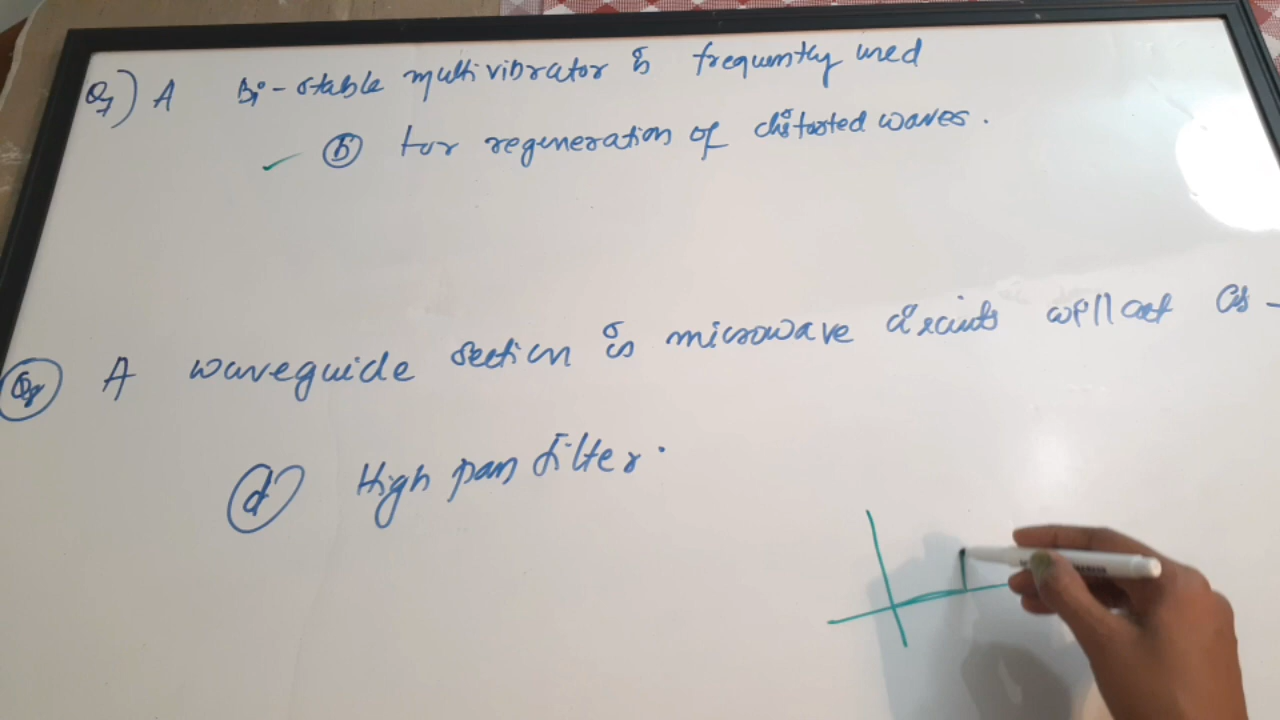 Q7) A Bi-stable multivibrator is frequently used
(b) for regeneration of distorted waves.
Q8 A waveguide section is microwave circuits will act as -
(d) High pass filter.